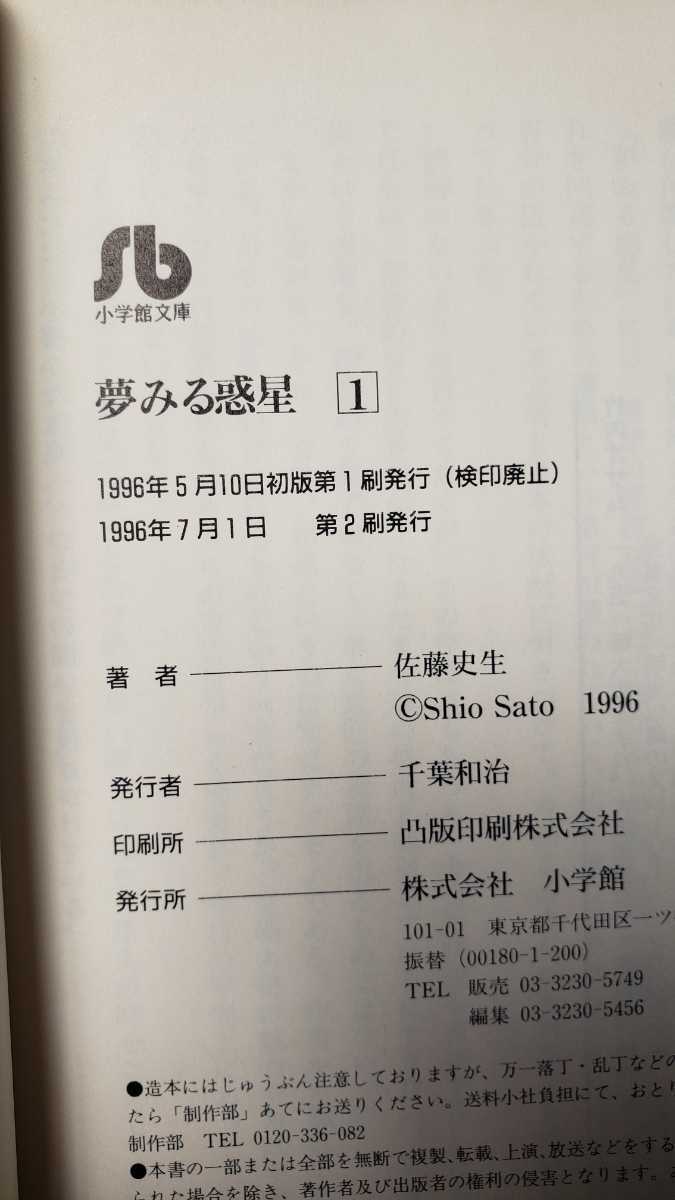 sb
小学館文庫
夢みる惑星 1
1996年5月10日初版第1刷発行（検印廃止）
1996年7月1日 第2刷発行
著 者 佐藤史生
©Shio Sato 1996
発行者 千葉和治
印刷所 凸版印刷株式会社
発行所 株式会社 小学館
101-01 東京都千代田区一ツ
振替 (00180-1-200)
TEL 販売 03-3230-5749
編集 03-3230-5456
●造本にはじゅうぶん注意しておりますが、万一落丁・乱丁などの
たら「制作部」あてにお送りください。送料小社負担にて、おとり
制作部 TEL 0120-336-082
●本書の一部または全部を無断で複製、転載、上演、放送などをする
られた場合を除き、著作者及び出版者の権利の侵害となります。